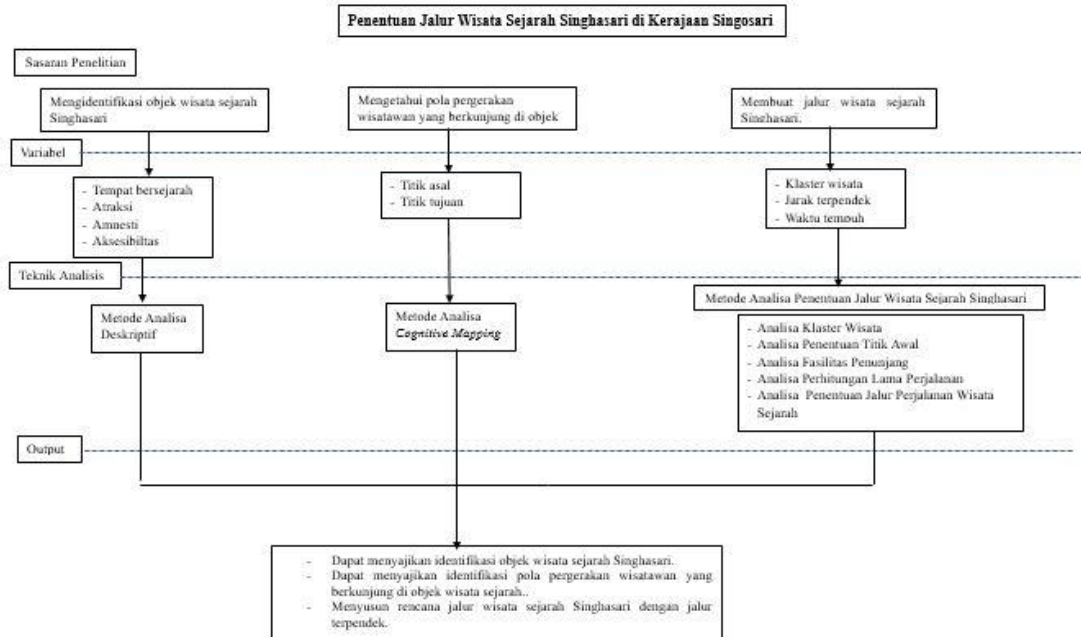 Penentuan Jalur Wisata Sejarah Singhasari di Kerajaan Singosari
Sasaran Penelitian
Mengidentifikasi objek wisata sejarah
Singhasari
Mengetahui pola pergerakan
wisatawan yang berkunjung di objek
Membuat jalur wisata sejarah
Singhasari.
Variabel
- Tempat bersejarah
- Atraksi
- Amnesti
- Aksesibiltas
- Titik asal
- Titik tujuan
- Klaster wisata
- Jarak terpendek
- Waktu tempuh
Teknik Analisis
Metode Analisa
Deskriptif
Metode Analisa
Cognitive Mapping
Metode Analisa Penentuan Jalur Wisata Sejarah Singhasari
- Analisa Klaster Wisata
- Analisa Penentuan Titik Awal
- Analisa Fasilitas Penunjang
- Analisa Perhitungan Lama Perjalanan
- Analisa Penentuan Jalur Perjalanan Wisata
Sejarah
Output
- Dapat menyajikan identifikasi objek wisata sejarah Singhasari.
- Dapat menyajikan identifikasi pola pergerakan wisatawan yang
berkunjung di objek wisata sejarah..
- Menyusun rencana jalur wisata sejarah Singhasari dengan jalur
terpendek.